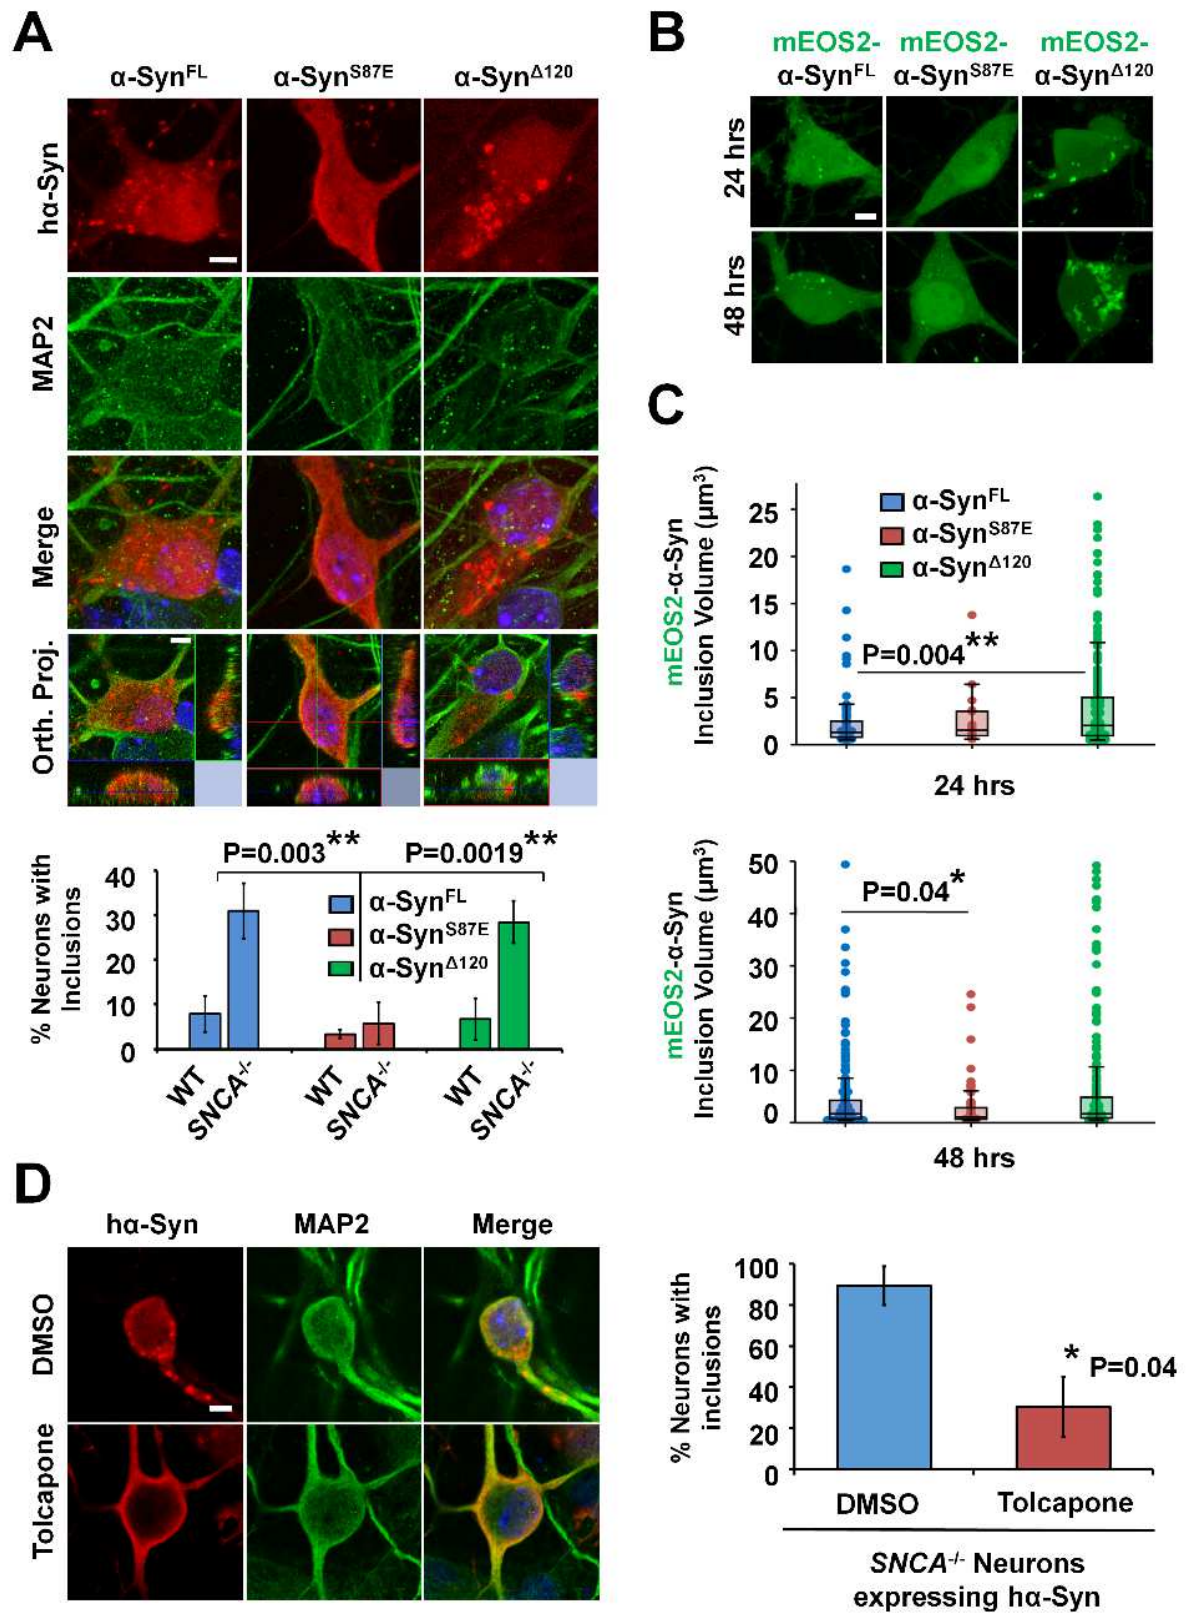 A
α-Syn^FL α-Syn^S87E α-Syn^Δ120
hα-Syn
MAP2
Merge
Orth. Proj.
% Neurons with
Inclusions
40
30
20
10
0
P=0.003** P=0.0019**
α-Syn^FL
α-Syn^S87E
α-Syn^Δ120
WT SNCA-/- WT SNCA-/- WT SNCA-/-
B
mEOS2- mEOS2- mEOS2-
α-Syn^FL α-Syn^S87E α-Syn^Δ120
24 hrs
48 hrs
C
mEOS2-α-Syn
Inclusion Volume (μm³)
25
20
15
10
5
0
α-Syn^FL
α-Syn^S87E
α-Syn^Δ120
P=0.004**
24 hrs
mEOS2-α-Syn
Inclusion Volume (μm³)
50
40
30
20
10
0
P=0.04*
48 hrs
D
hα-Syn MAP2 Merge
DMSO
Tolcapone
% Neurons with
inclusions
100
80
60
40
20
0
* P=0.04
DMSO Tolcapone
SNCA-/- Neurons
expressing hα-Syn